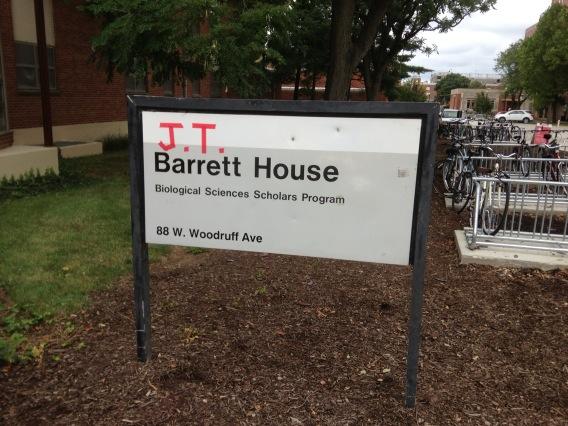 J.T.
Barrett House
Biological Sciences Scholars Program
88 W. Woodruff Ave